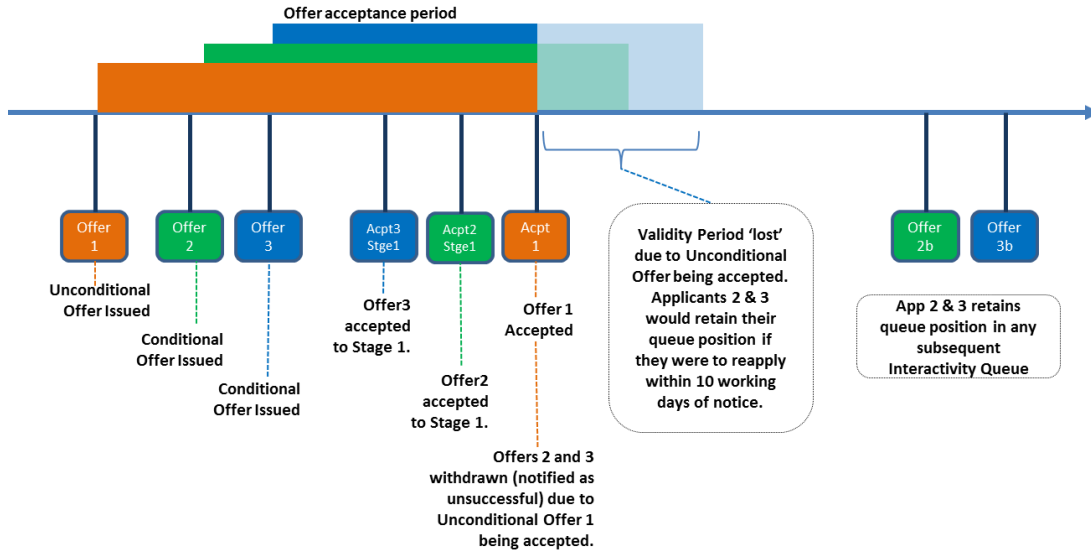 Offer acceptance period
Offer
1
Offer
2
Offer
3
Acpt3
Stge1
Acpt2
Stge1
Acpt
1
Offer
2b
Offer
3b
Unconditional
Offer Issued
Conditional
Offer Issued
Conditional
Offer Issued
Offer3
accepted
to Stage 1.
Offer2
accepted
to Stage 1.
Offer 1
Accepted
Offers 2 and 3
withdrawn (notified as
unsuccessful) due to
Unconditional Offer 1
being accepted.
Validity Period ‘lost’
due to Unconditional
Offer being accepted.
Applicants 2 & 3
would retain their
queue position if
they were to reapply
within 10 working
days of notice.
App 2 & 3 retains
queue position in any
subsequent
Interactivity Queue